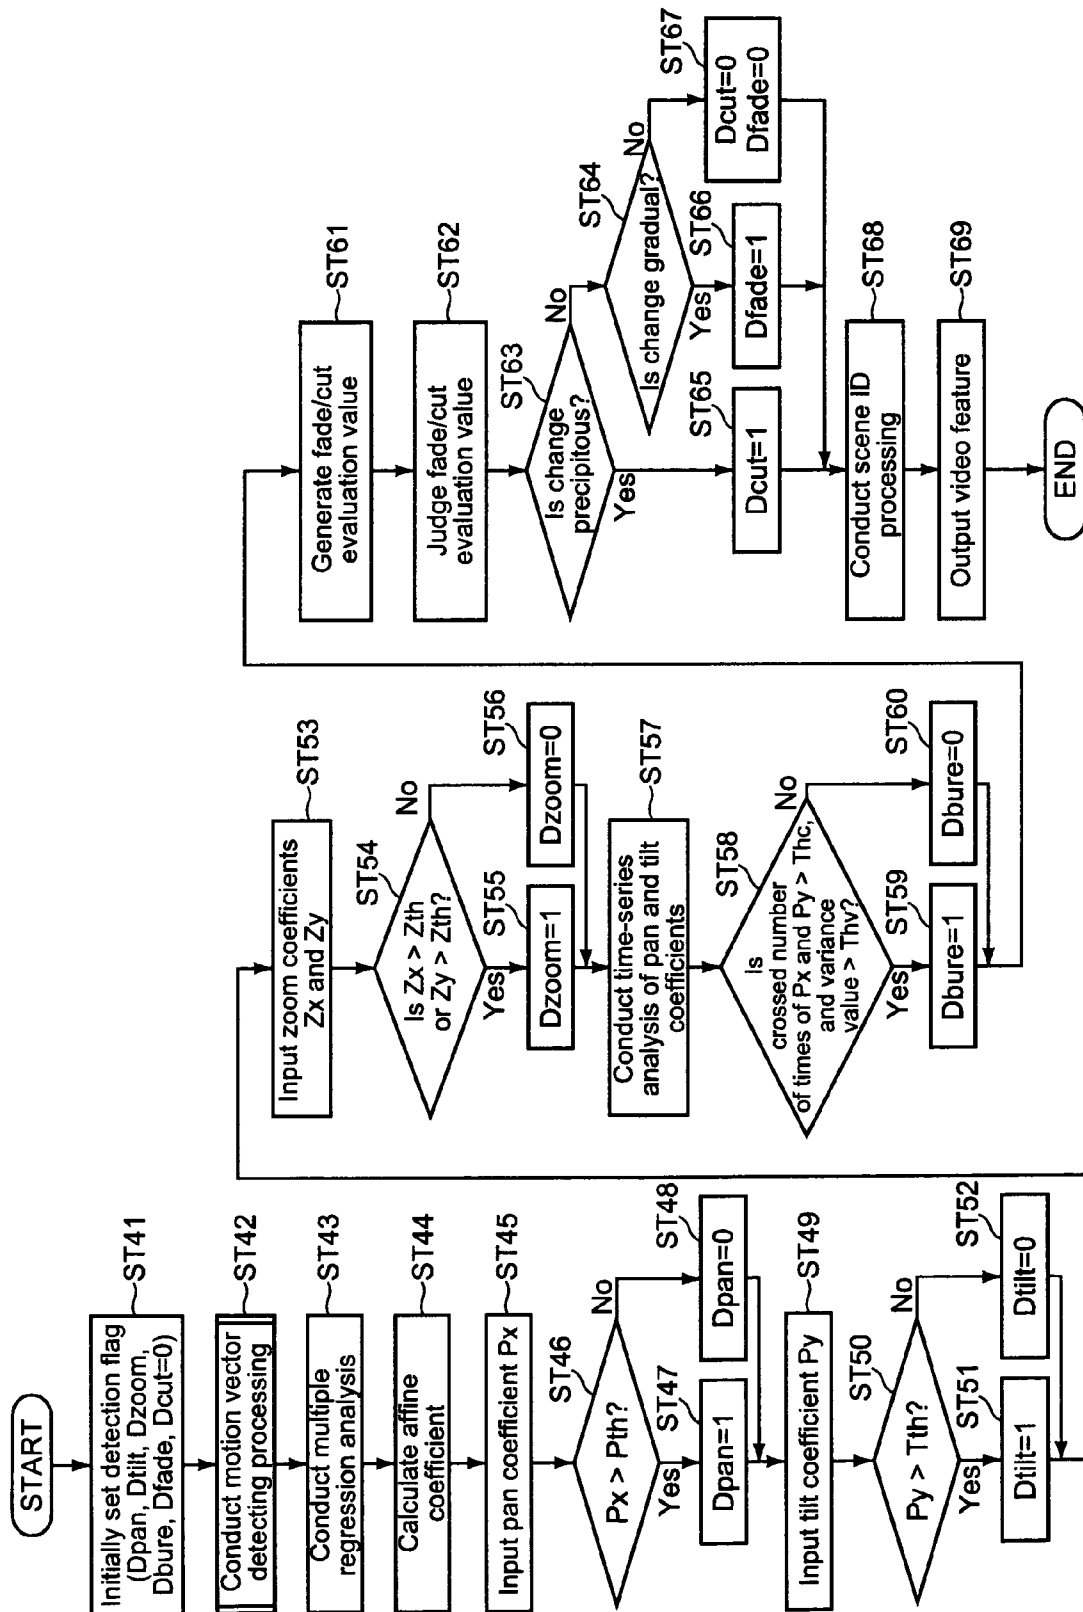 START
Initially set detection flag
(Dpan, Dtilt, Dzoom,
Dbure, Dfade, Dcut=0)
ST41
Conduct motion vector
detecting processing
ST42
Conduct multiple
regression analysis
ST43
Calculate affine
coefficient
ST44
Input pan coefficient Px
ST45
Px > Pth?
ST46
Yes
No
Dpan=1
ST47
Dpan=0
ST48
Input tilt coefficient Py
ST49
Py > Tth?
ST50
Yes
No
Dtilt=1
ST51
Dtilt=0
ST52
Input zoom coefficients
Zx and Zy
ST53
Is Zx > Zth
or Zy > Zth?
ST54
Yes
No
Dzoom=1
ST55
Dzoom=0
ST56
Conduct time-series
analysis of pan and tilt
coefficients
ST57
Is
crossed number
of times of Px and Py > Thc,
and variance
value > Thv?
ST58
Yes
No
Dbure=1
ST59
Dbure=0
ST60
Generate fade/cut
evaluation value
ST61
Judge fade/cut
evaluation value
ST62
Is change
precipitous?
ST63
Yes
No
Is change gradual?
ST64
Yes
No
Dcut=1
ST65
Dfade=1
ST66
Dcut=0
Dfade=0
ST67
Conduct scene ID
processing
ST68
Output video feature
ST69
END